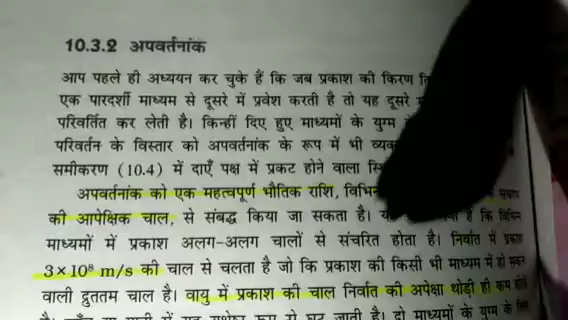 10.3.2 अपवर्तनांक
आप पहले ही अध्ययन कर चुके हैं कि जब प्रकाश की किरण
एक पारदर्शी माध्यम से दूसरे में प्रवेश करती है तो यह दूसरे
परिवर्तित कर लेती है। किन्हीं दिए हुए माध्यमों के युग्म
परिवर्तन के विस्तार को अपवर्तनांक के रूप में भी
समीकरण (10.4) में दाएँ पक्ष में प्रकट होने वाला
अपवर्तनांक को एक महत्वपूर्ण भौतिक राशि,
की आपेक्षिक चाल, से संबद्ध किया जा सकता है। है कि विभिन्न
माध्यमों में प्रकाश अलग-अलग चालों से संचरित होता है। निर्वात में प्रकाश
3×10⁸ m/s की चाल से चलता है जो कि प्रकाश की किसी भी माध्यम में हो सकने
वाली द्रुततम चाल है। वायु में प्रकाश की चाल निर्वात की अपेक्षा थोड़ी ही कम होती
जाती है। दो माध्यमों के युग्म के लिए